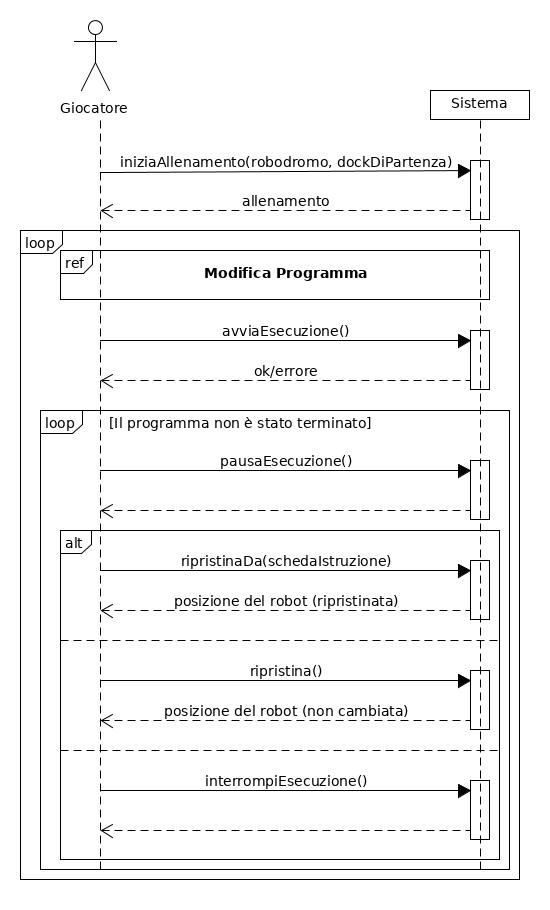 Giocatore
Sistema
iniziaAllenamento(robodromo, dockDiPartenza)
allenamento
loop
ref
Modifica Programma
avviaEsecuzione()
ok/errore
loop [Il programma non è stato terminato]
pausaEsecuzione()
alt
ripristinaDa(schedaIstruzione)
posizione del robot (ripristinata)
ripristina()
posizione del robot (non cambiata)
interrompiEsecuzione()